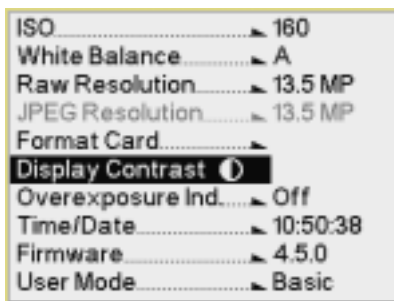 ISO 160
White Balance A
Raw Resolution 13.5 MP
JPEG Resolution 13.5 MP
Format Card
Display Contrast
Overexposure Ind. Off
Time/Date 10:50:38
Firmware 4.5.0
User Mode Basic